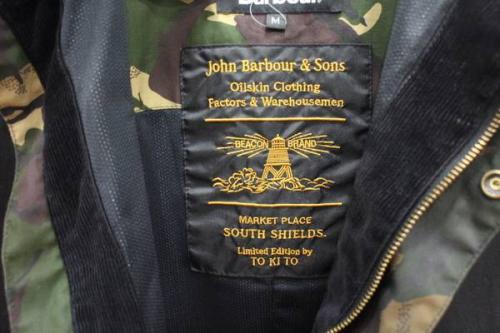 Barbour
M
John Barbour & Sons
Oilskin Clothing
Factors & Warehousemen
BEACON BRAND
MARKET PLACE
SOUTH SHIELDS.
Limited Edition by
TO KI TO